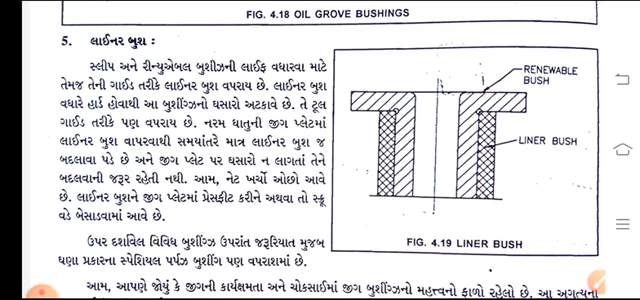 FIG. 4.18 OIL GROVE BUSHINGS
5. લાઈનર બુશ :
સ્લીપ અને રીન્યુએબલ બુશીંઝની લાઈફ વધારવા માટે
તેમજ તેની ગાઈડ તરીકે લાઈનર બુશ વપરાય છે. લાઈનર બુશ
વધારે હાર્ડ હોવાથી આ બુશીંગ્ઝનો ઘસારો અટકાવે છે. તે ટૂલ
ગાઈડ તરીકે પણ વપરાય છે. નરમ ધાતુની જીગ પ્લેટમાં
લાઈનર બુશ વાપરવાથી સમયાંતરે માત્ર લાઈનર બુશ જ
બદલાવા પડે છે અને જીગ પ્લેટ પર ઘસારો ન લાગતાં તેને
બદલવાની જરૂર રહેતી નથી. આમ, નેટ ખર્ચો ઓછો આવે
છે. લાઈનર બુશને જીગ પ્લેટમાં પ્રેસફીટ કરીને અથવા તો સ્ક્રૂ
વડે બેસાડવામાં આવે છે.
RENEWABLE
BUSH
LINER BUSH
FIG. 4.19 LINER BUSH
ઉપર દર્શાવેલ વિવિધ બુશીંગ્ઝ ઉપરાંત જરૂરિયાત મુજબ
ઘણા પ્રકારના સ્પેશિયલ પર્પઝ બુશીંગ પણ વપરાશમાં છે.
આમ, આપણે જોયું કે જીગની કાર્યક્ષમતા અને ચોકસાઈમાં જીગ બુશીંગ્ઝનો મહત્ત્વનો ફાળો રહેલો છે. આ અગત્યના